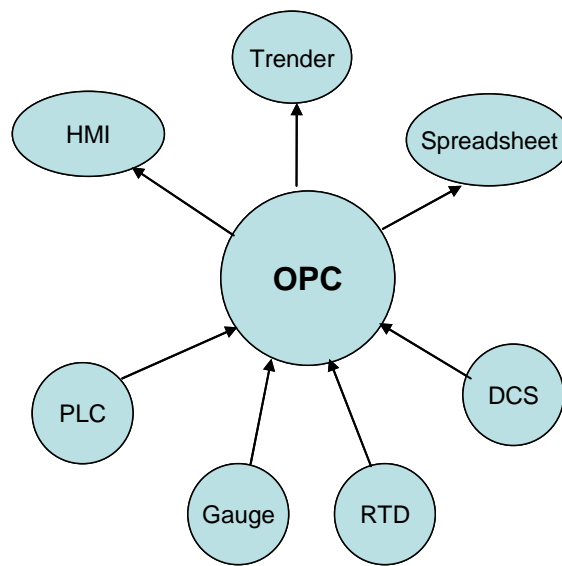 Trender
HMI
Spreadsheet
OPC
PLC
DCS
Gauge
RTD